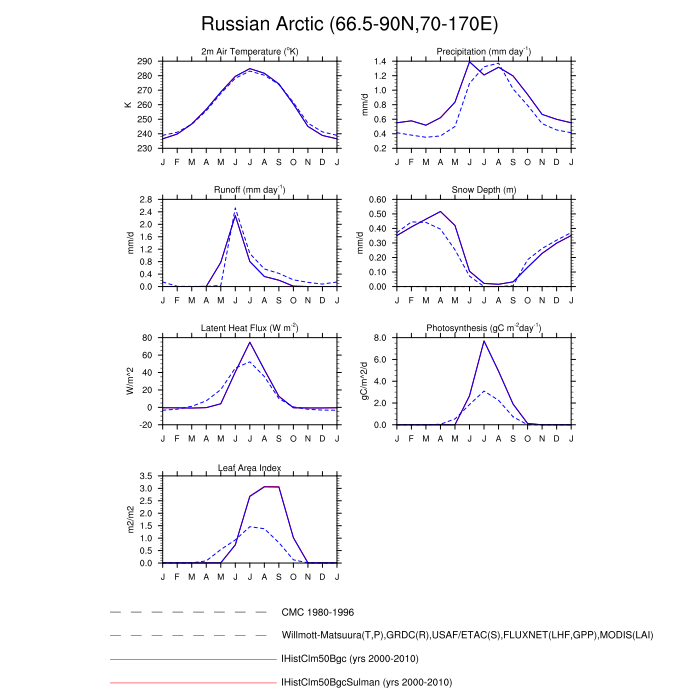 Russian Arctic (66.5-90N,70-170E)
2m Air Temperature (°K)
290
280
270
260
250
240
230
K
J F M A M J J A S O N D J
Precipitation (mm day-1)
1.4
1.2
1.0
0.8
0.6
0.4
0.2
mm/d
J F M A M J J A S O N D J
Runoff (mm day-1)
2.8
2.4
2.0
1.6
1.2
0.8
0.4
0.0
mm/d
J F M A M J J A S O N D J
Snow Depth (m)
0.60
0.50
0.40
0.30
0.20
0.10
0.00
mm/d
J F M A M J J A S O N D J
Latent Heat Flux (W m-2)
80
60
40
20
0
-20
W/m^2
J F M A M J J A S O N D J
Photosynthesis (gC m-2day-1)
8.0
6.0
4.0
2.0
0.0
gC/m^2/d
J F M A M J J A S O N D J
Leaf Area Index
3.5
3.0
2.5
2.0
1.5
1.0
0.5
0.0
m2/m2
J F M A M J J A S O N D J
CMC 1980-1996
Willmott-Matsuura(T,P),GRDC(R),USAF/ETAC(S),FLUXNET(LHF,GPP),MODIS(LAI)
IHistClm50Bgc (yrs 2000-2010)
IHistClm50BgcSulman (yrs 2000-2010)